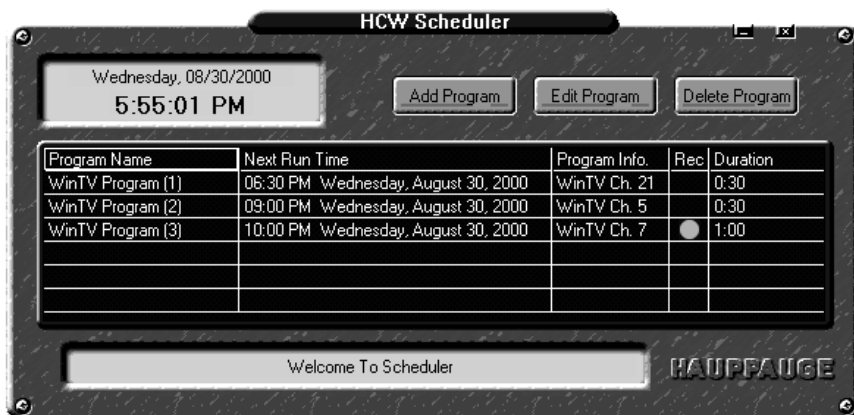 HCW Scheduler
Wednesday, 08/30/2000
5:55:01 PM
Add Program
Edit Program
Delete Program
Program Name Next Run Time Program Info. Rec Duration
WinTV Program (1) 06:30 PM Wednesday, August 30, 2000 WinTV Ch. 21 0:30
WinTV Program (2) 09:00 PM Wednesday, August 30, 2000 WinTV Ch. 5 0:30
WinTV Program (3) 10:00 PM Wednesday, August 30, 2000 WinTV Ch. 7 1:00
Welcome To Scheduler
HAUPPAUGE